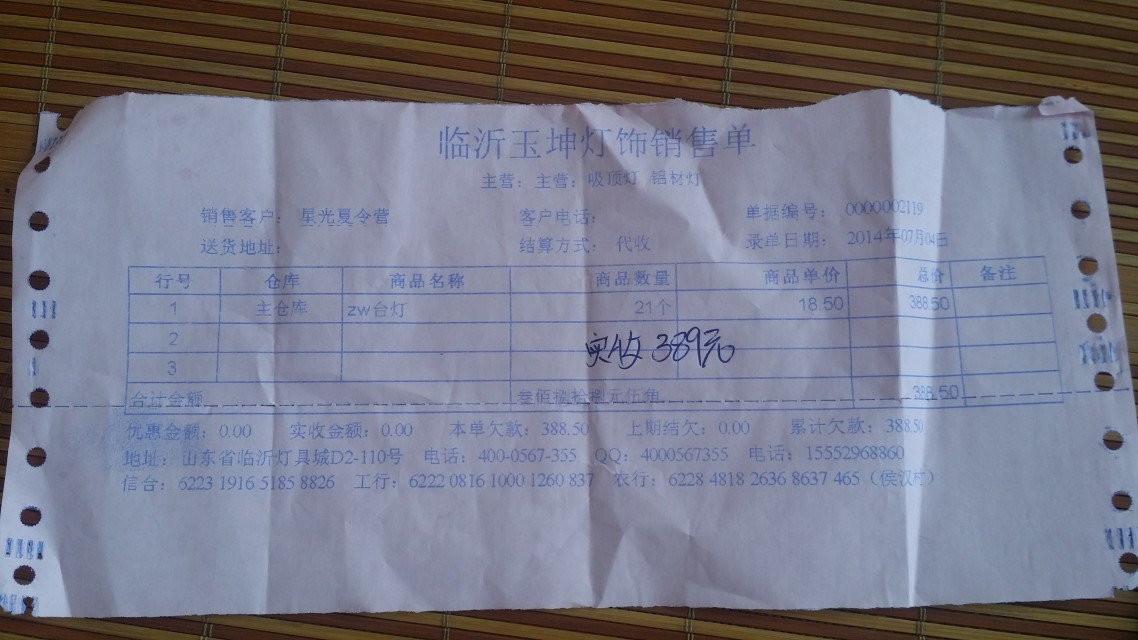 临沂玉坤灯饰销售单
主营：主营：吸顶灯 铝材灯
销售客户： 星光夏令营 客户电话： 单据编号： 0000002119
送货地址： 结算方式： 代收 录单日期： 2014年07月04日
行号 仓库 商品名称 商品数量 商品单价 总价 备注
1 主仓库 zw台灯 21个 18.50 388.50
2
实收 389元
3
合计金额 叁佰捌拾捌元伍角 388.50
优惠金额：0.00 实收金额：0.00 本单欠款：388.50 上期结欠：0.00 累计欠款：388.50
地址：山东省临沂灯具城D2-110号 电话：400-0567-355 QQ：4000567355 电话：15552968860
信合：6223 1916 5185 8826 工行：6222 0816 1000 1260 837 农行：6228 4818 2636 8637 465（侯汉）